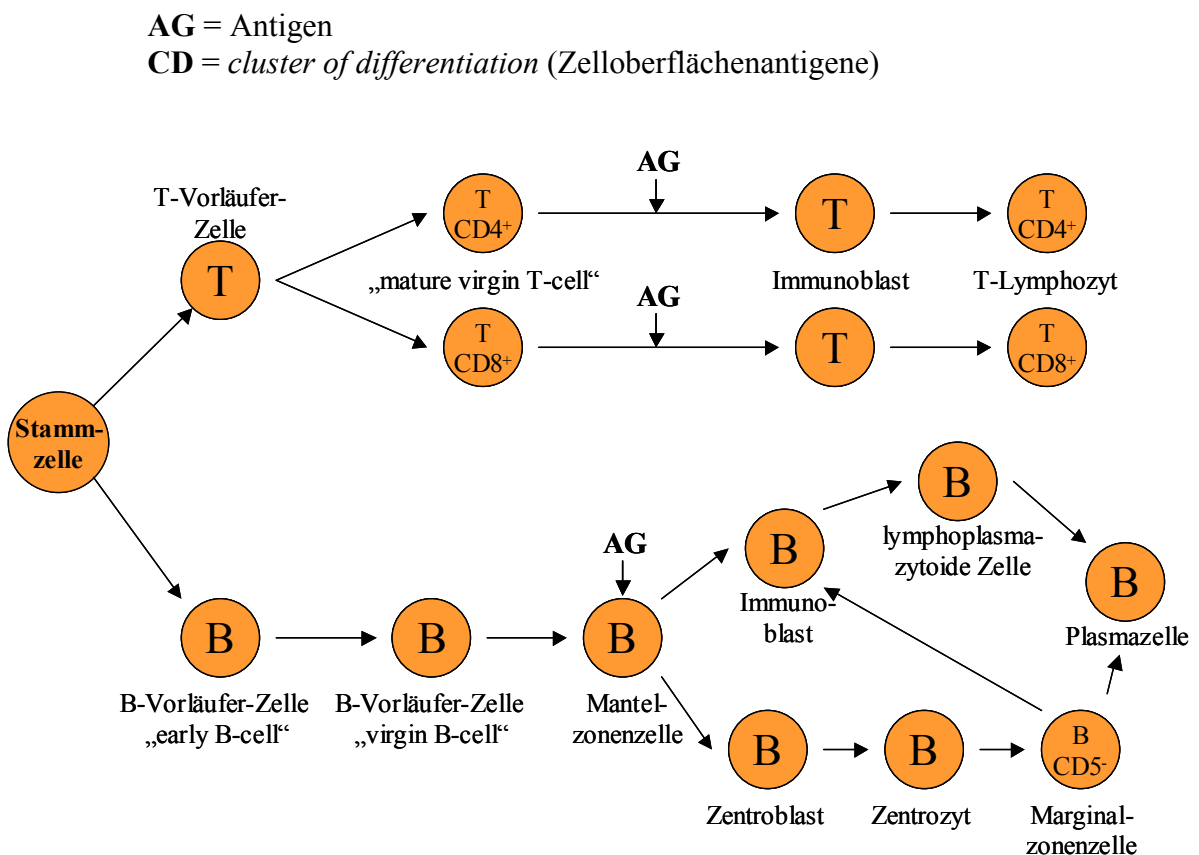 AG = Antigen
CD = cluster of differentiation (Zelloberflächenantigene)
AG
T-Vorläufer-
Zelle
T
T
CD4+
T
T
CD4+
„mature virgin T-cell“
Immunoblast
T-Lymphozyt
AG
T
CD8+
T
T
CD8+
Stamm-
zelle
B
lymphoplasma-
zytoide Zelle
AG
B
Immuno-
blast
B
Plasmazelle
B
B-Vorläufer-Zelle
„early B-cell“
B
B-Vorläufer-Zelle
„virgin B-cell“
B
Mantel-
zonenzelle
B
Zentroblast
B
Zentrozyt
B
CD5-
Marginal-
zonenzelle